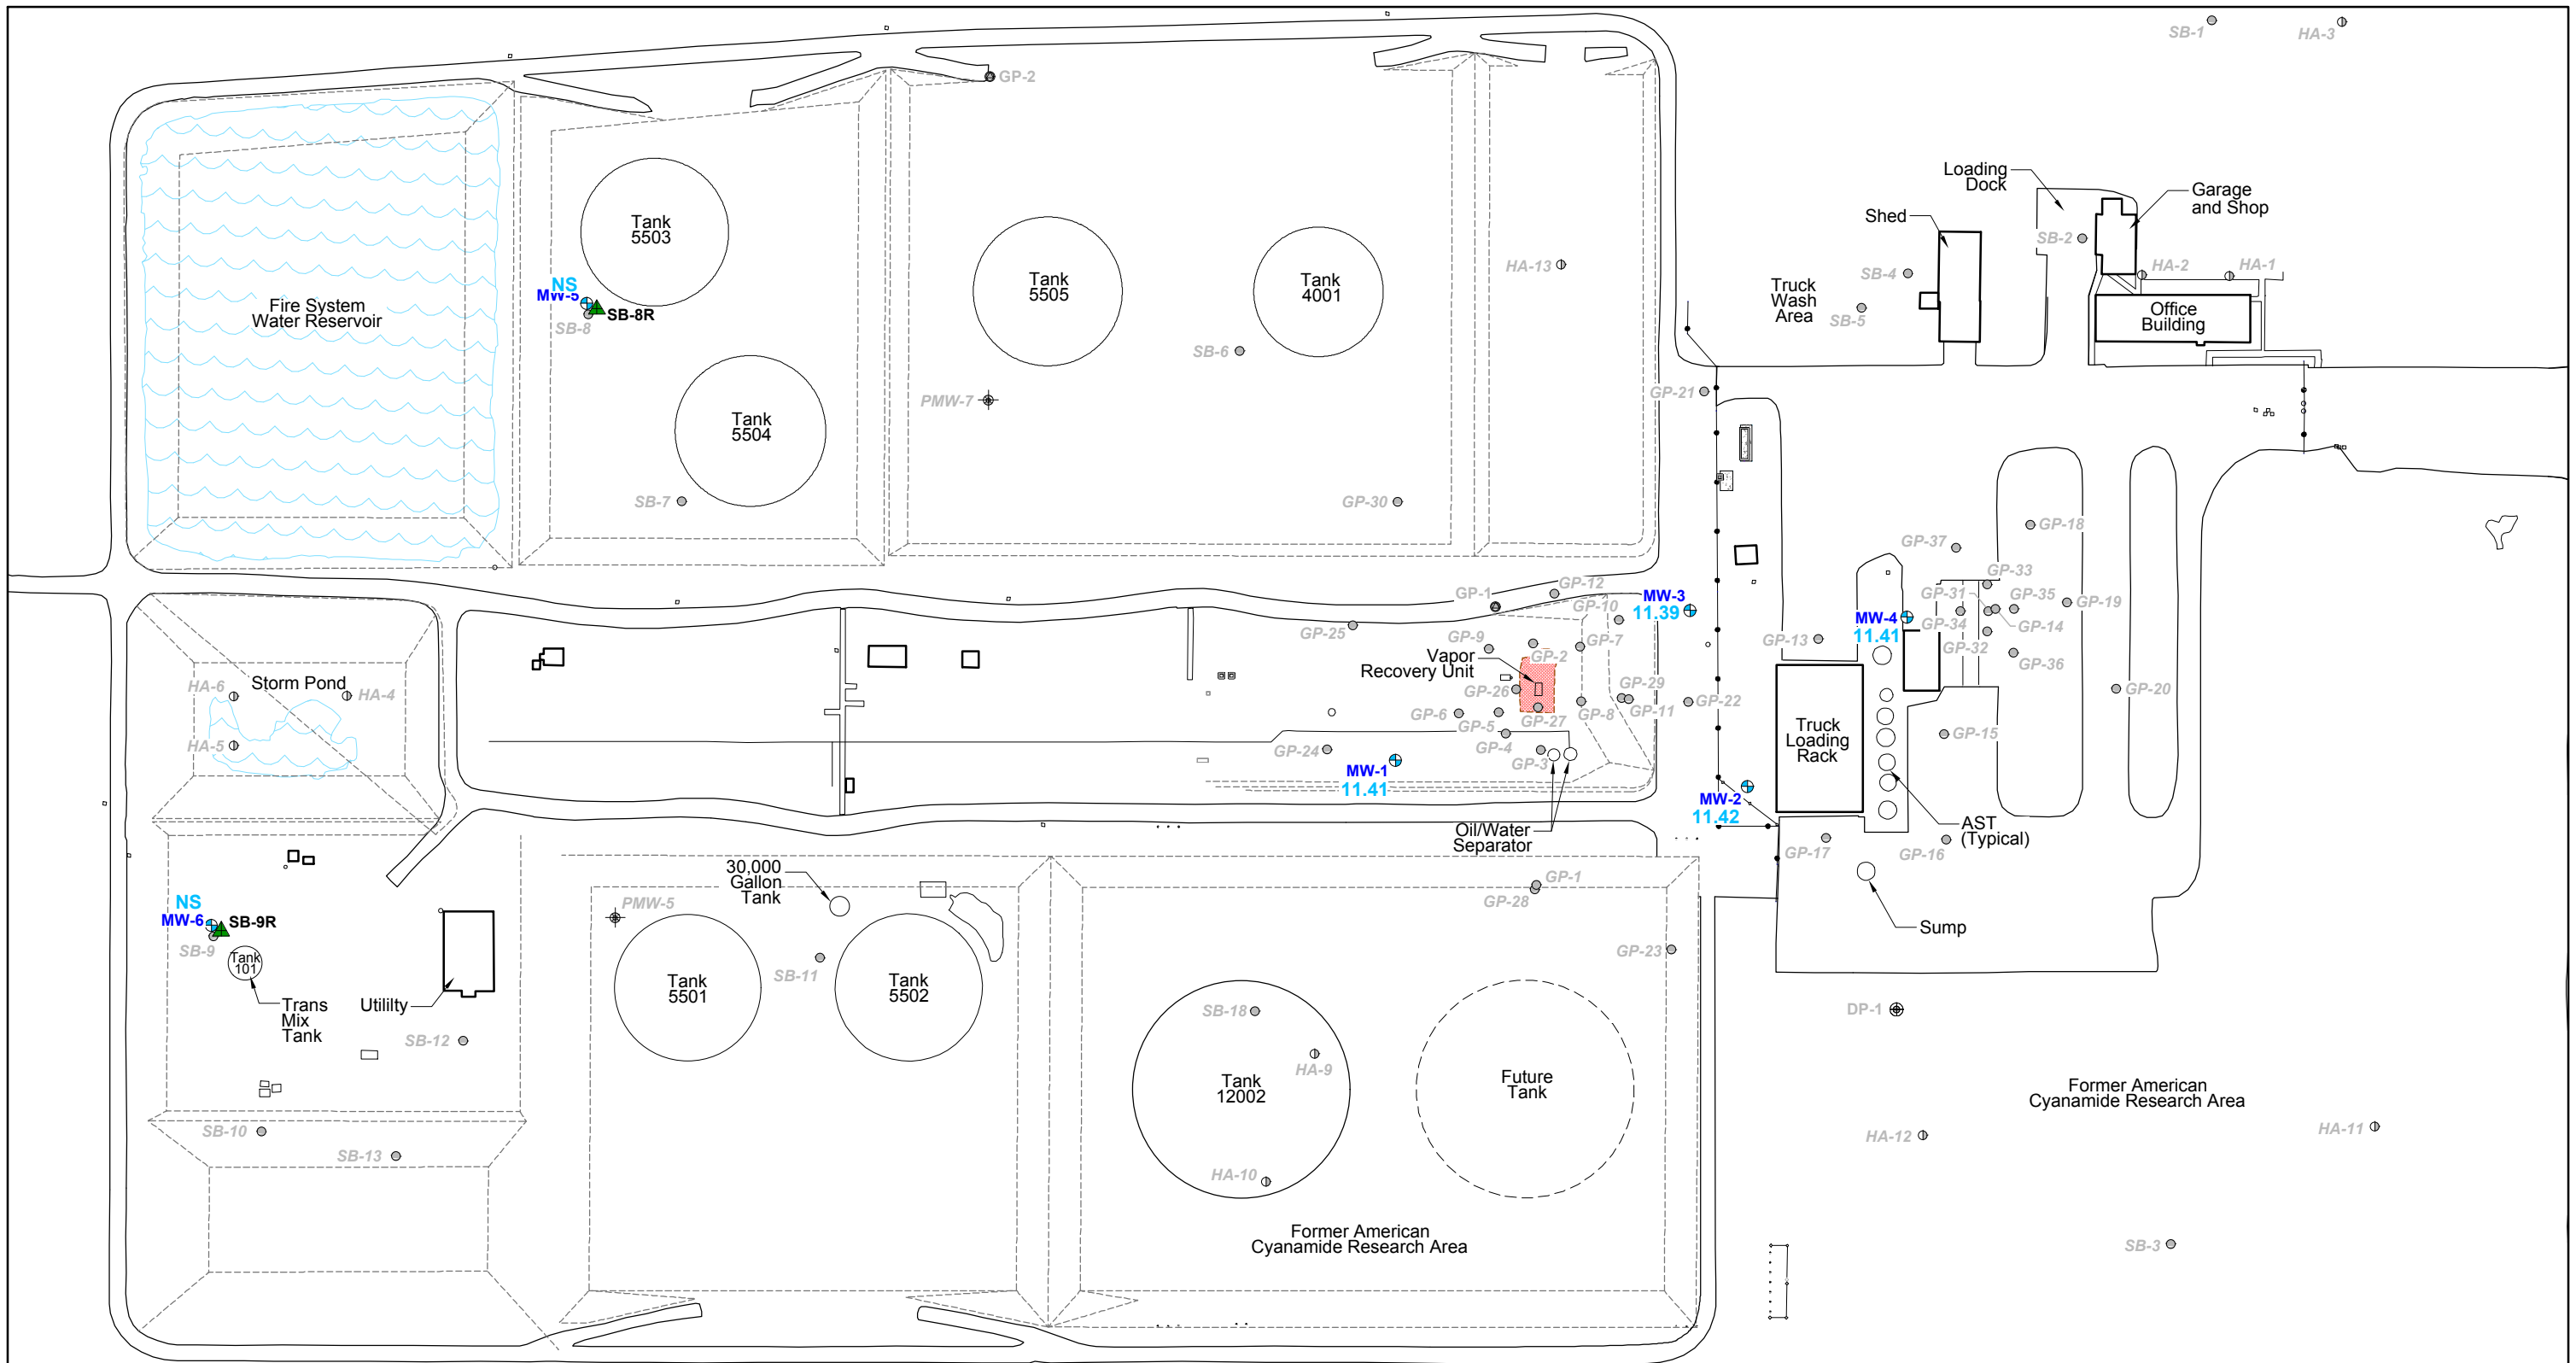 SB-1
HA-3
GP-2
Loading
Dock
Garage
and Shop
Shed
Tank
5503
SB-2
HA-13
SB-4
HA-2
HA-1
NS
MW-5
SB-8R
SB-8
Fire System
Water Reservoir
Tank
5505
Tank
4001
Truck
Wash
Area
SB-5
Office
Building
SB-6
PMW-7
GP-21
Tank
5504
SB-7
GP-30
GP-18
GP-37
GP-33
GP-12
GP-1
GP-10
MW-3
11.39
GP-31
GP-35
GP-19
MW-4
11.41
GP-34
GP-14
GP-25
GP-9
GP-7
GP-13
GP-32
GP-2
Vapor
Recovery Unit
GP-36
HA-6
Storm Pond
HA-4
GP-26
GP-29
GP-20
GP-6
GP-5
GP-27
GP-8
GP-11
GP-22
HA-5
GP-24
GP-4
GP-3
Truck
Loading
Rack
GP-15
MW-1
11.41
MW-2
11.42
Oil/Water
Separator
AST
(Typical)
GP-17
GP-16
30,000
Gallon
Tank
GP-1
GP-28
NS
MW-6
SB-9R
SB-9
PMW-5
Sump
Tank
101
SB-11
GP-23
Tank
5501
Tank
5502
Trans
Mix
Tank
Utililty
SB-18
DP-1
SB-12
HA-9
Tank
12002
Future
Tank
Former American
Cyanamide Research Area
SB-10
HA-12
HA-11
SB-13
HA-10
Former American
Cyanamide Research Area
SB-3